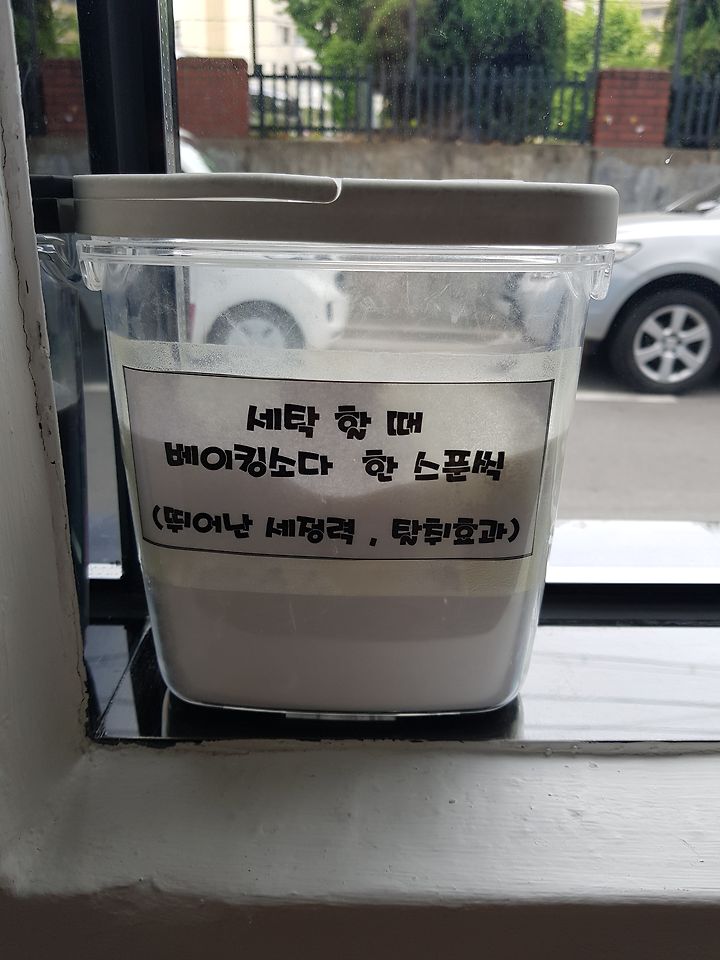 세탁 할 때
베이킹소다 한 스푼씩
(뛰어난 세정력 , 탈취효과)